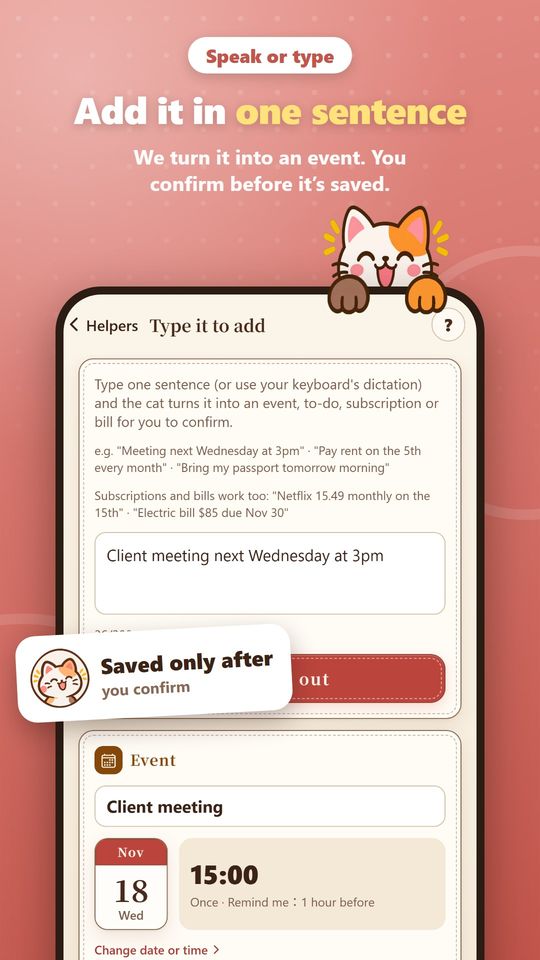 Speak or type
Add it in one sentence
We turn it into an event. You
confirm before it’s saved.
Helpers Type it to add
?
Type one sentence (or use your keyboard's dictation)
and the cat turns it into an event, to-do, subscription or
bill for you to confirm.
e.g. "Meeting next Wednesday at 3pm" · "Pay rent on the 5th
every month" · "Bring my passport tomorrow morning"
Subscriptions and bills work too: "Netflix 15.49 monthly on the
15th" · "Electric bill $85 due Nov 30"
Client meeting next Wednesday at 3pm
Saved only after
you confirm
out
Event
Client meeting
Nov
18
Wed
15:00
Once · Remind me：1 hour before
Change date or time